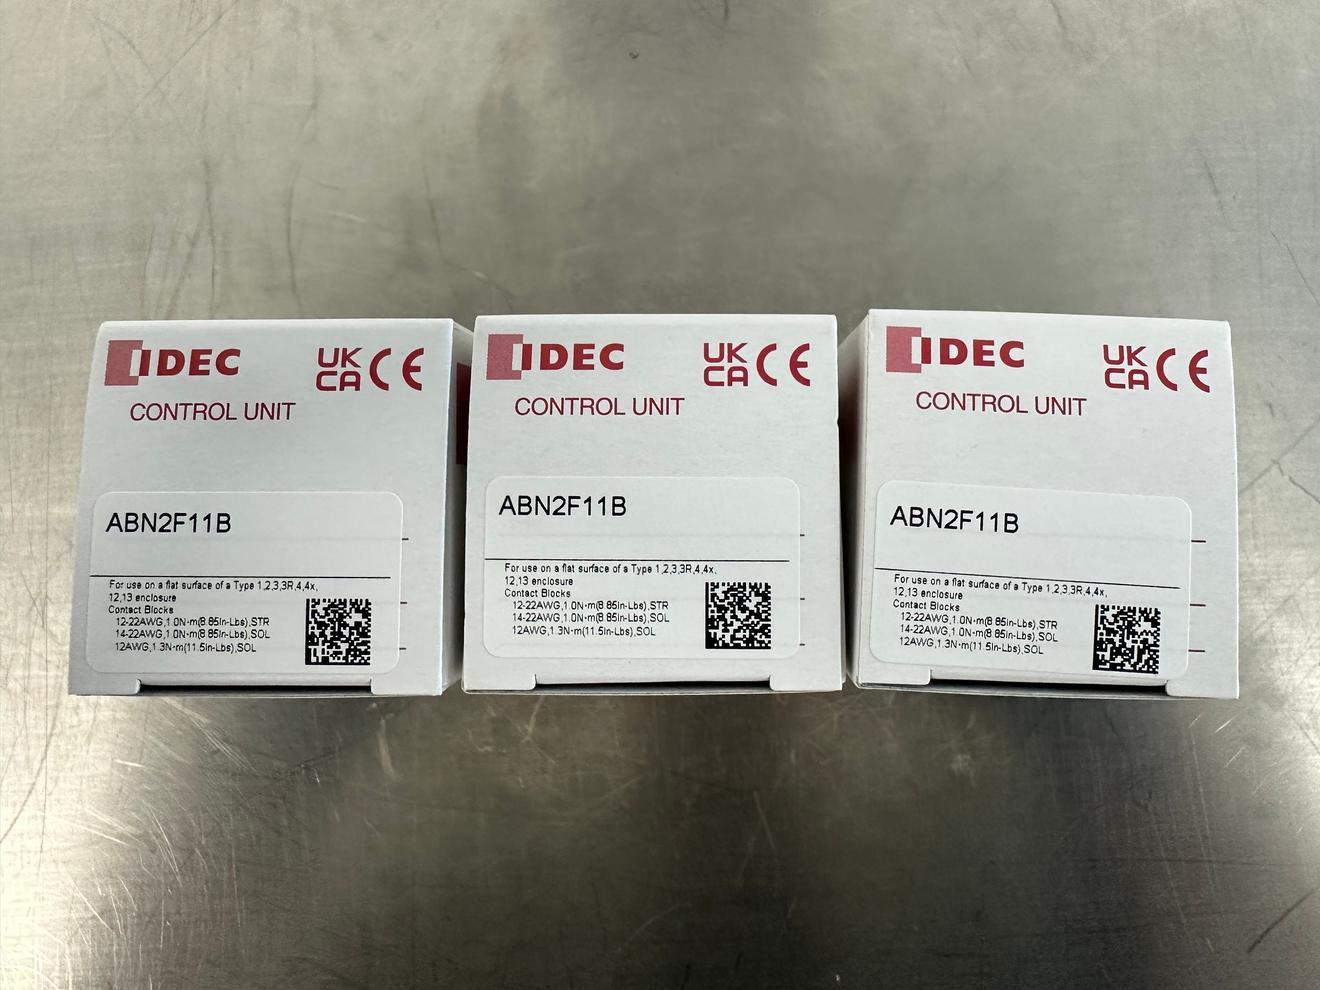 IDEC
UK
CA CE
CONTROL UNIT
ABN2F11B
For use on a flat surface of a Type 1,2,3,3R,4,4x,
12,13 enclosure
Contact Blocks
12-22AWG,1.0N·m(8.85in-Lbs),STR
14-22AWG,1.0N·m(8.85in-Lbs),SOL
12AWG,1.3N·m(11.5in-Lbs),SOL
IDEC
UK
CA CE
CONTROL UNIT
ABN2F11B
For use on a flat surface of a Type 1,2,3,3R,4,4x,
12,13 enclosure
Contact Blocks
12-22AWG,1.0N·m(8.85in-Lbs),STR
14-22AWG,1.0N·m(8.85in-Lbs),SOL
12AWG,1.3N·m(11.5in-Lbs),SOL
IDEC
UK
CA CE
CONTROL UNIT
ABN2F11B
For use on a flat surface of a Type 1,2,3,3R,4,4x,
12,13 enclosure
Contact Blocks
12-22AWG,1.0N·m(8.85in-Lbs),STR
14-22AWG,1.0N·m(8.85in-Lbs),SOL
12AWG,1.3N·m(11.5in-Lbs),SOL